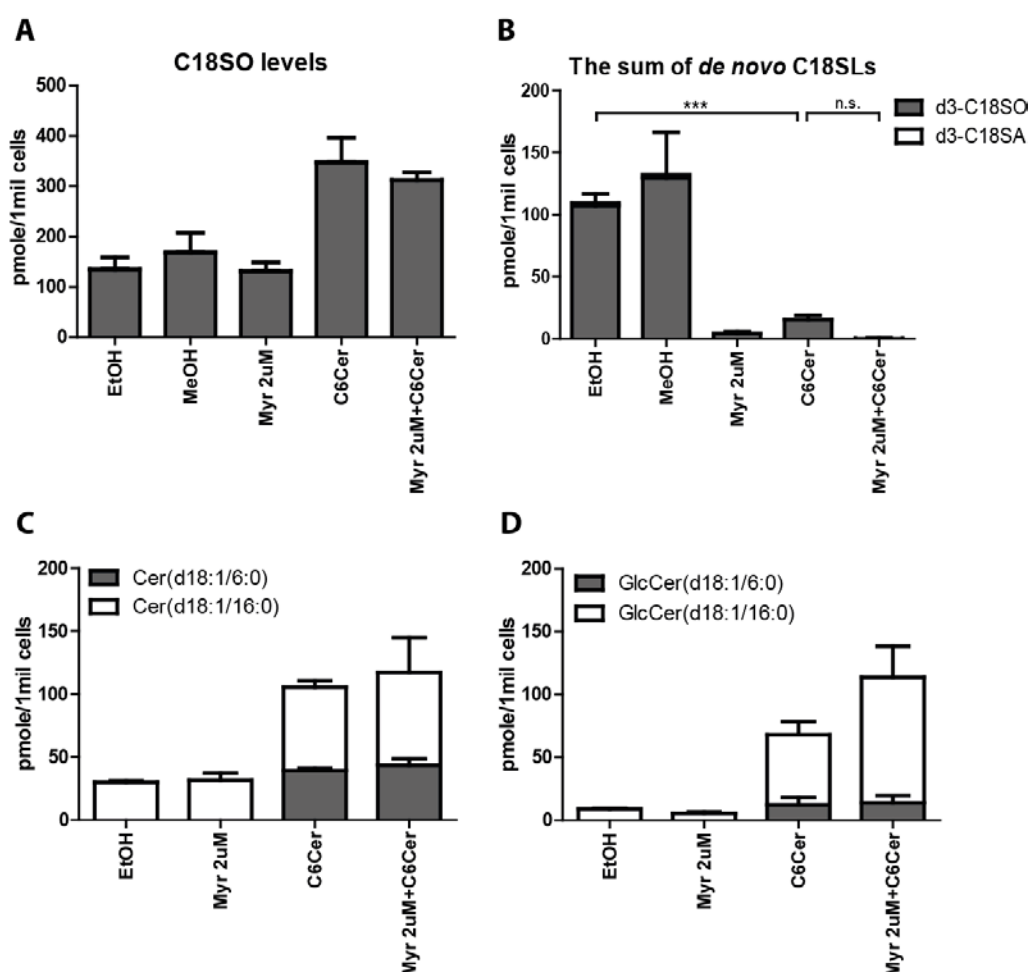 A
C18SO levels
pmole/1mil cells
500
400
300
200
100
0
EtOH
MeOH
Myr 2uM
C6Cer
Myr 2uM+C6Cer
B
The sum of de novo C18SLs
d3-C18SO
d3-C18SA
***
n.s.
pmole/1mil cells
200
150
100
50
0
EtOH
MeOH
Myr 2uM
C6Cer
Myr 2uM+C6Cer
C
Cer(d18:1/6:0)
Cer(d18:1/16:0)
pmole/1mil cells
200
150
100
50
0
EtOH
Myr 2uM
C6Cer
Myr 2uM+C6Cer
D
GlcCer(d18:1/6:0)
GlcCer(d18:1/16:0)
pmole/1mil cells
200
150
100
50
0
EtOH
Myr 2uM
C6Cer
Myr 2uM+C6Cer